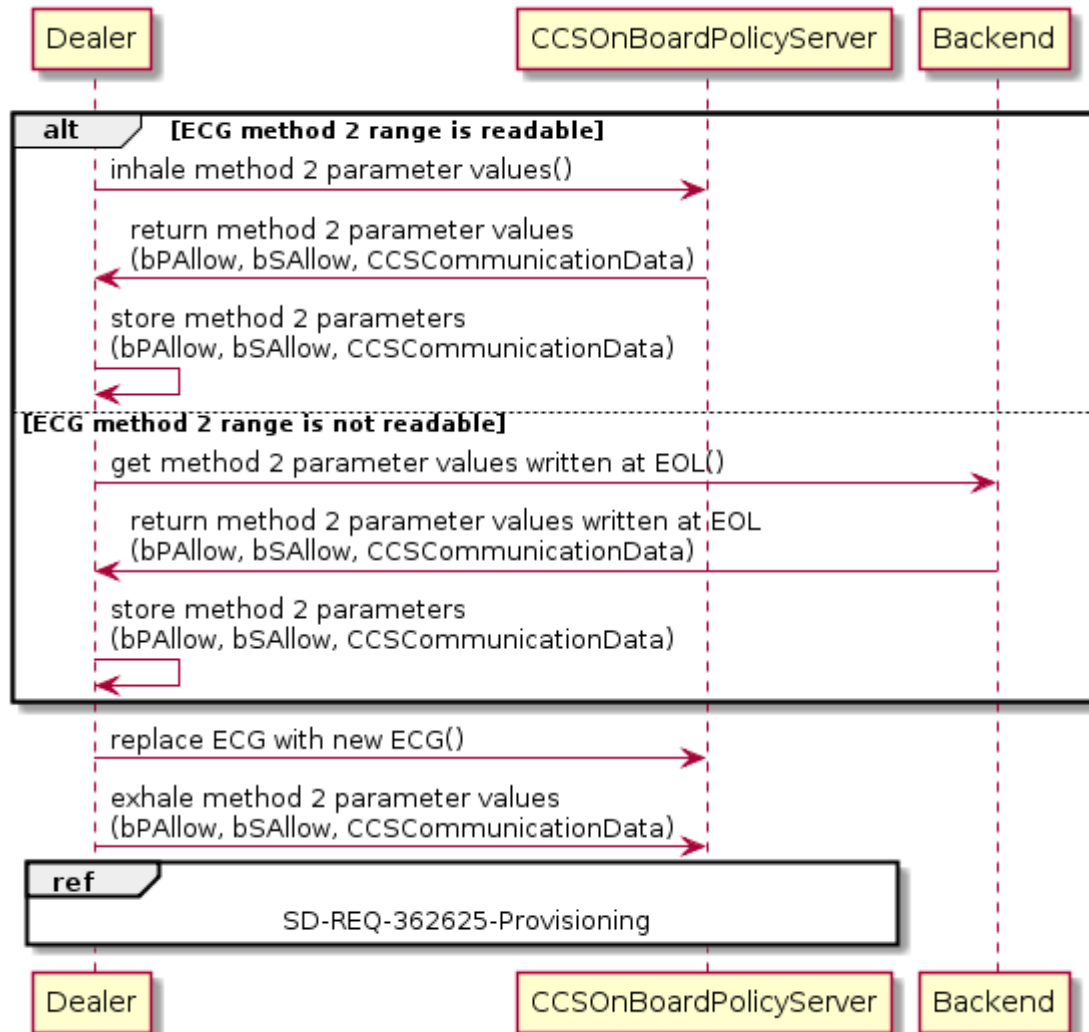 Dealer
CCSOnBoardPolicyServer
Backend
alt
[ECG method 2 range is readable]
inhale method 2 parameter values()
return method 2 parameter values
(bPAllow, bSAllow, CCSCommunicationData)
store method 2 parameters
(bPAllow, bSAllow, CCSCommunicationData)
[ECG method 2 range is not readable]
get method 2 parameter values written at EOL()
return method 2 parameter values written at EOL
(bPAllow, bSAllow, CCSCommunicationData)
store method 2 parameters
(bPAllow, bSAllow, CCSCommunicationData)
replace ECG with new ECG()
exhale method 2 parameter values
(bPAllow, bSAllow, CCSCommunicationData)
ref
SD-REQ-362625-Provisioning
Dealer
CCSOnBoardPolicyServer
Backend